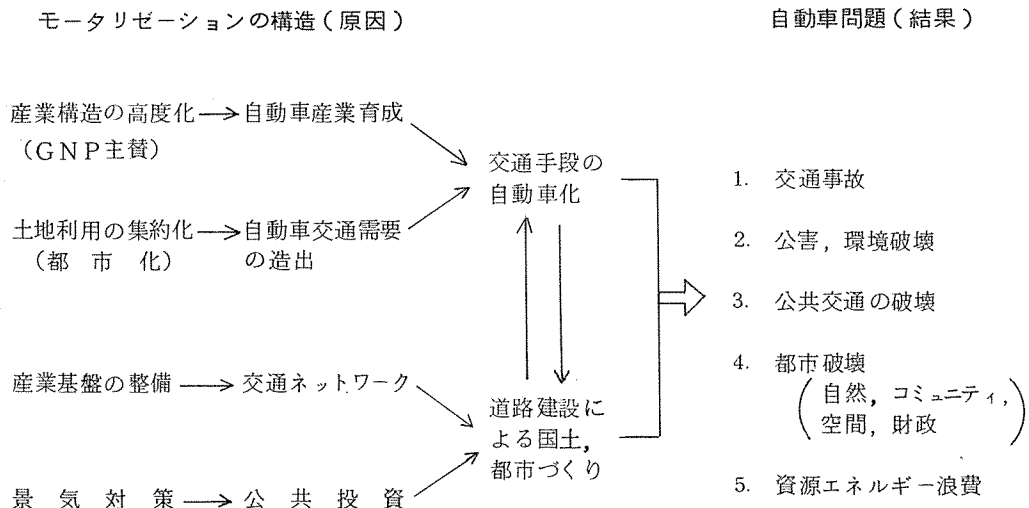 モータリゼーションの構造(原因)
自動車問題(結果)
産業構造の高度化→自動車産業育成
(GNP主賛)
交通手段の
自動車化
土地利用の集約化→自動車交通需要
(都市化) の造出
産業基盤の整備→交通ネットワーク
道路建設に
よる国土,
都市づくり
景気対策→公共投資
1. 交通事故
2. 公害,環境破壊
3. 公共交通の破壊
4. 都市破壊
(自然,コミュニティ,
空間,財政)
5. 資源エネルギー浪費